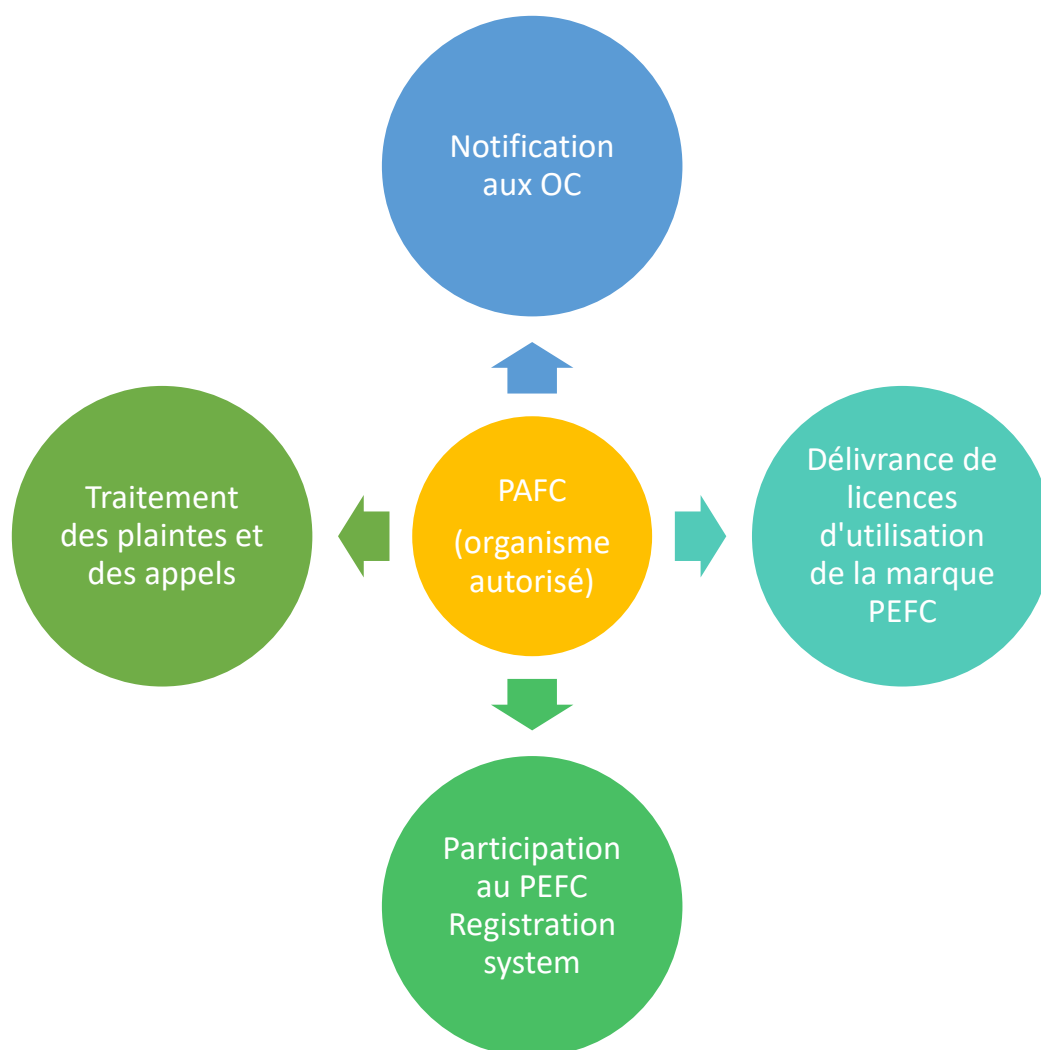 Notification
aux OC
Traitement
des plaintes et
des appels
PAFC
(organisme
autorisé)
Délivrance de
licences
d'utilisation
de la marque
PEFC
Participation
au PEFC
Registration
system